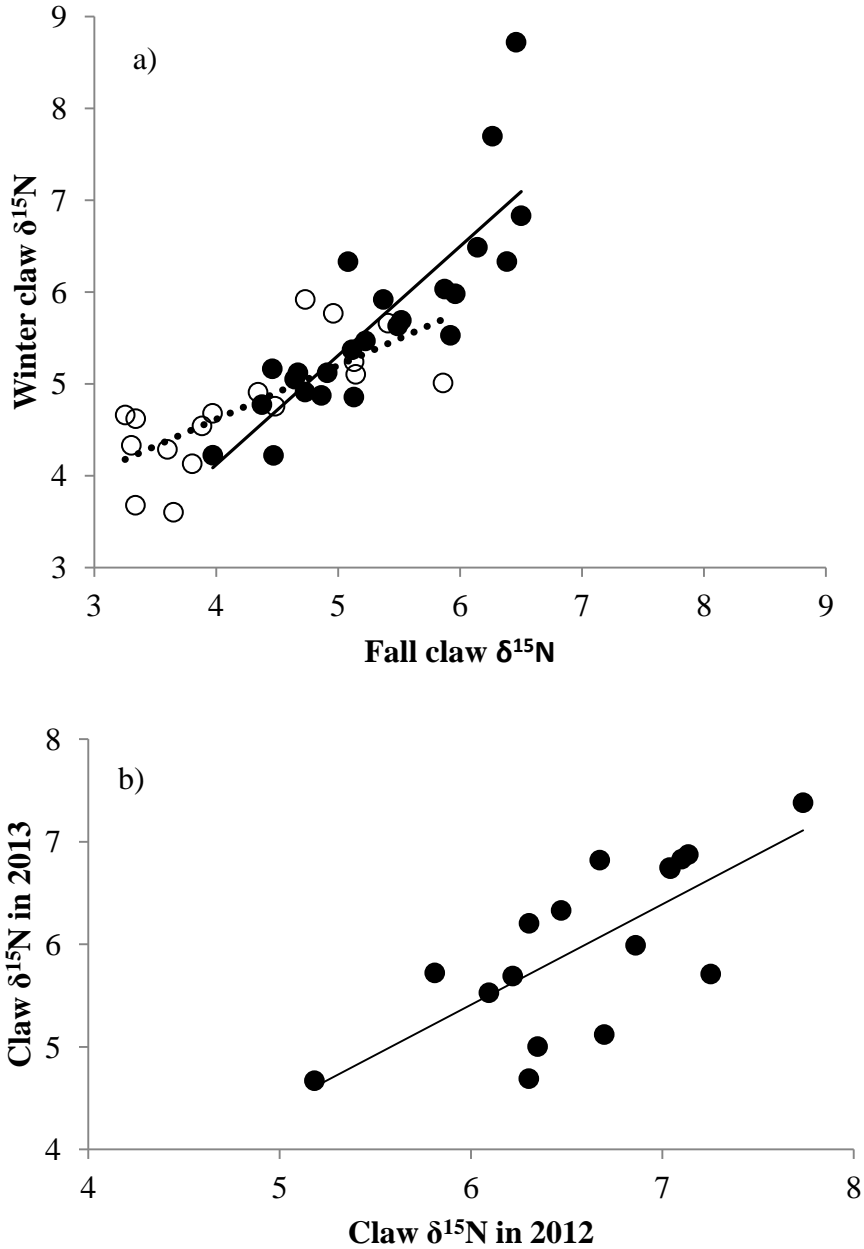 9
a)
8
7
6
5
4
3
Winter claw δ¹⁵N
3 4 5 6 7 8 9
Fall claw δ¹⁵N
8
b)
7
6
5
4
Claw δ¹⁵N in 2013
4 5 6 7 8
Claw δ¹⁵N in 2012